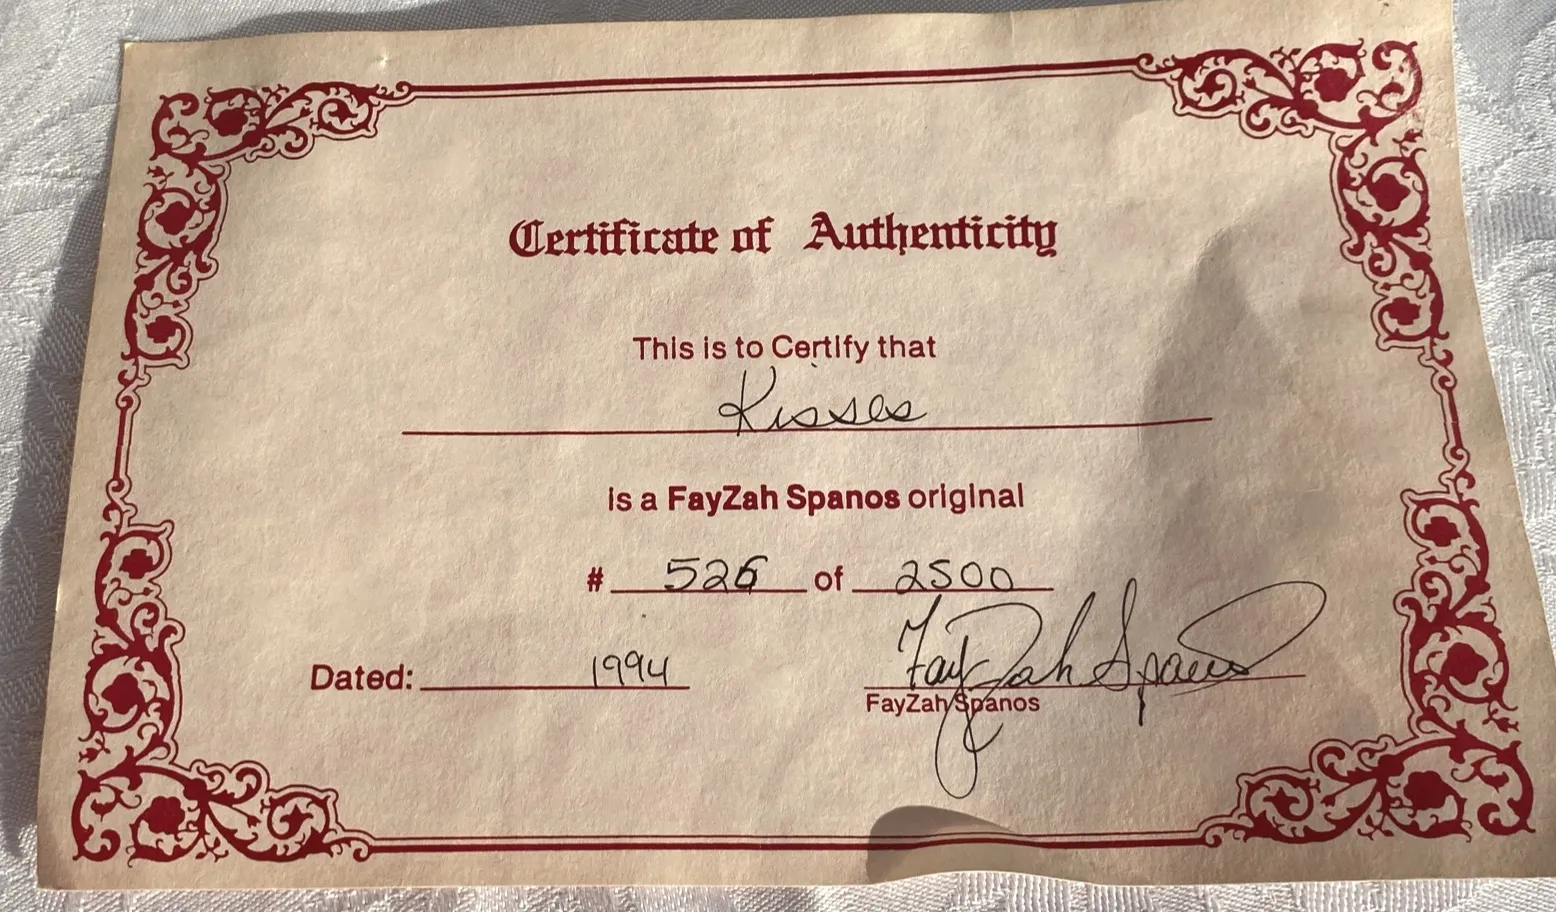 Certificate of Authenticity
This is to Certify that
Kisses
is a FayZah Spanos original
# 526 of 2500
Dated: 1994 FayZah Spanos
FayZah Spanos